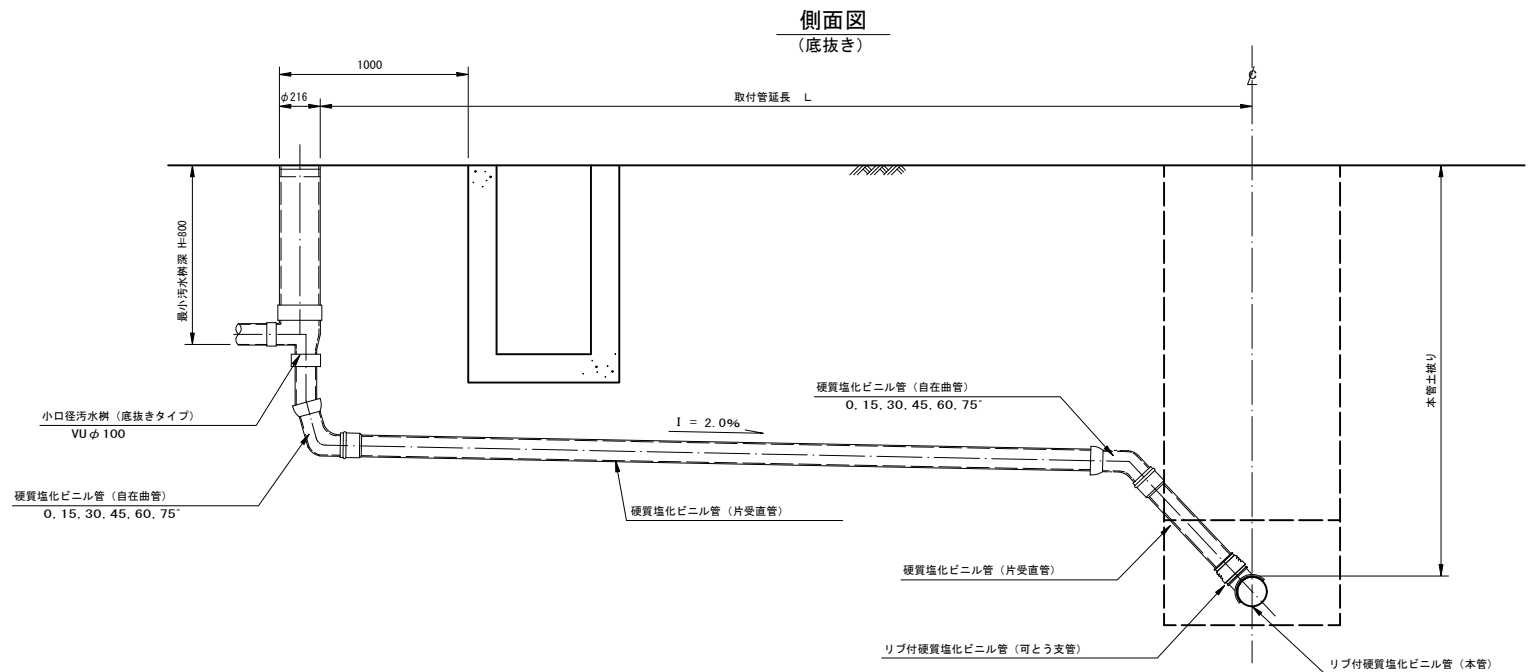 側面図
(底抜き)
1000
φ216
取付管延長 L
最小汚水桝深 H=800
本管土被り
硬質塩化ビニル管（自在曲管）
0, 15, 30, 45, 60, 75°
小口径汚水桝（底抜きタイプ）
VUφ100
I = 2.0%
硬質塩化ビニル管（自在曲管）
0, 15, 30, 45, 60, 75°
硬質塩化ビニル管（片受直管）
硬質塩化ビニル管（片受直管）
リブ付硬質塩化ビニル管（可とう支管）
リブ付硬質塩化ビニル管（本管）